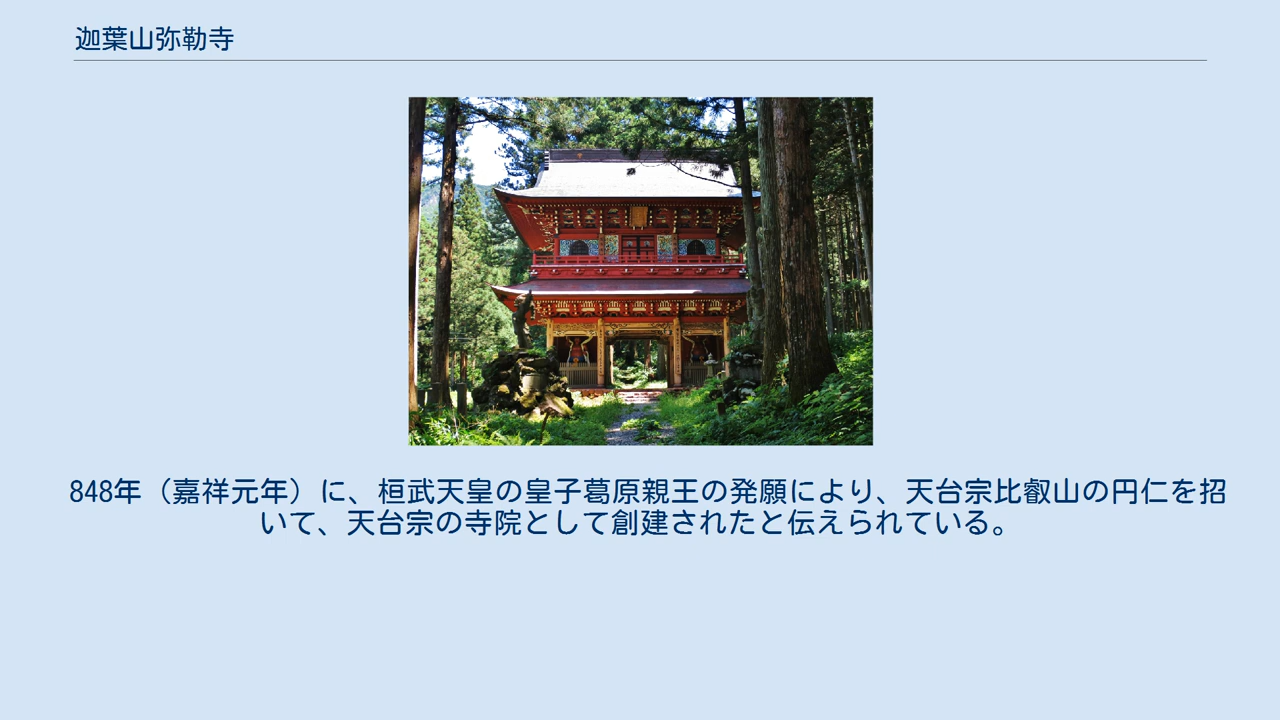 迦葉山弥勒寺
848年（嘉祥元年）に、桓武天皇の皇子葛原親王の発願により、天台宗比叡山の円仁を招
いて、天台宗の寺院として創建されたと伝えられている。